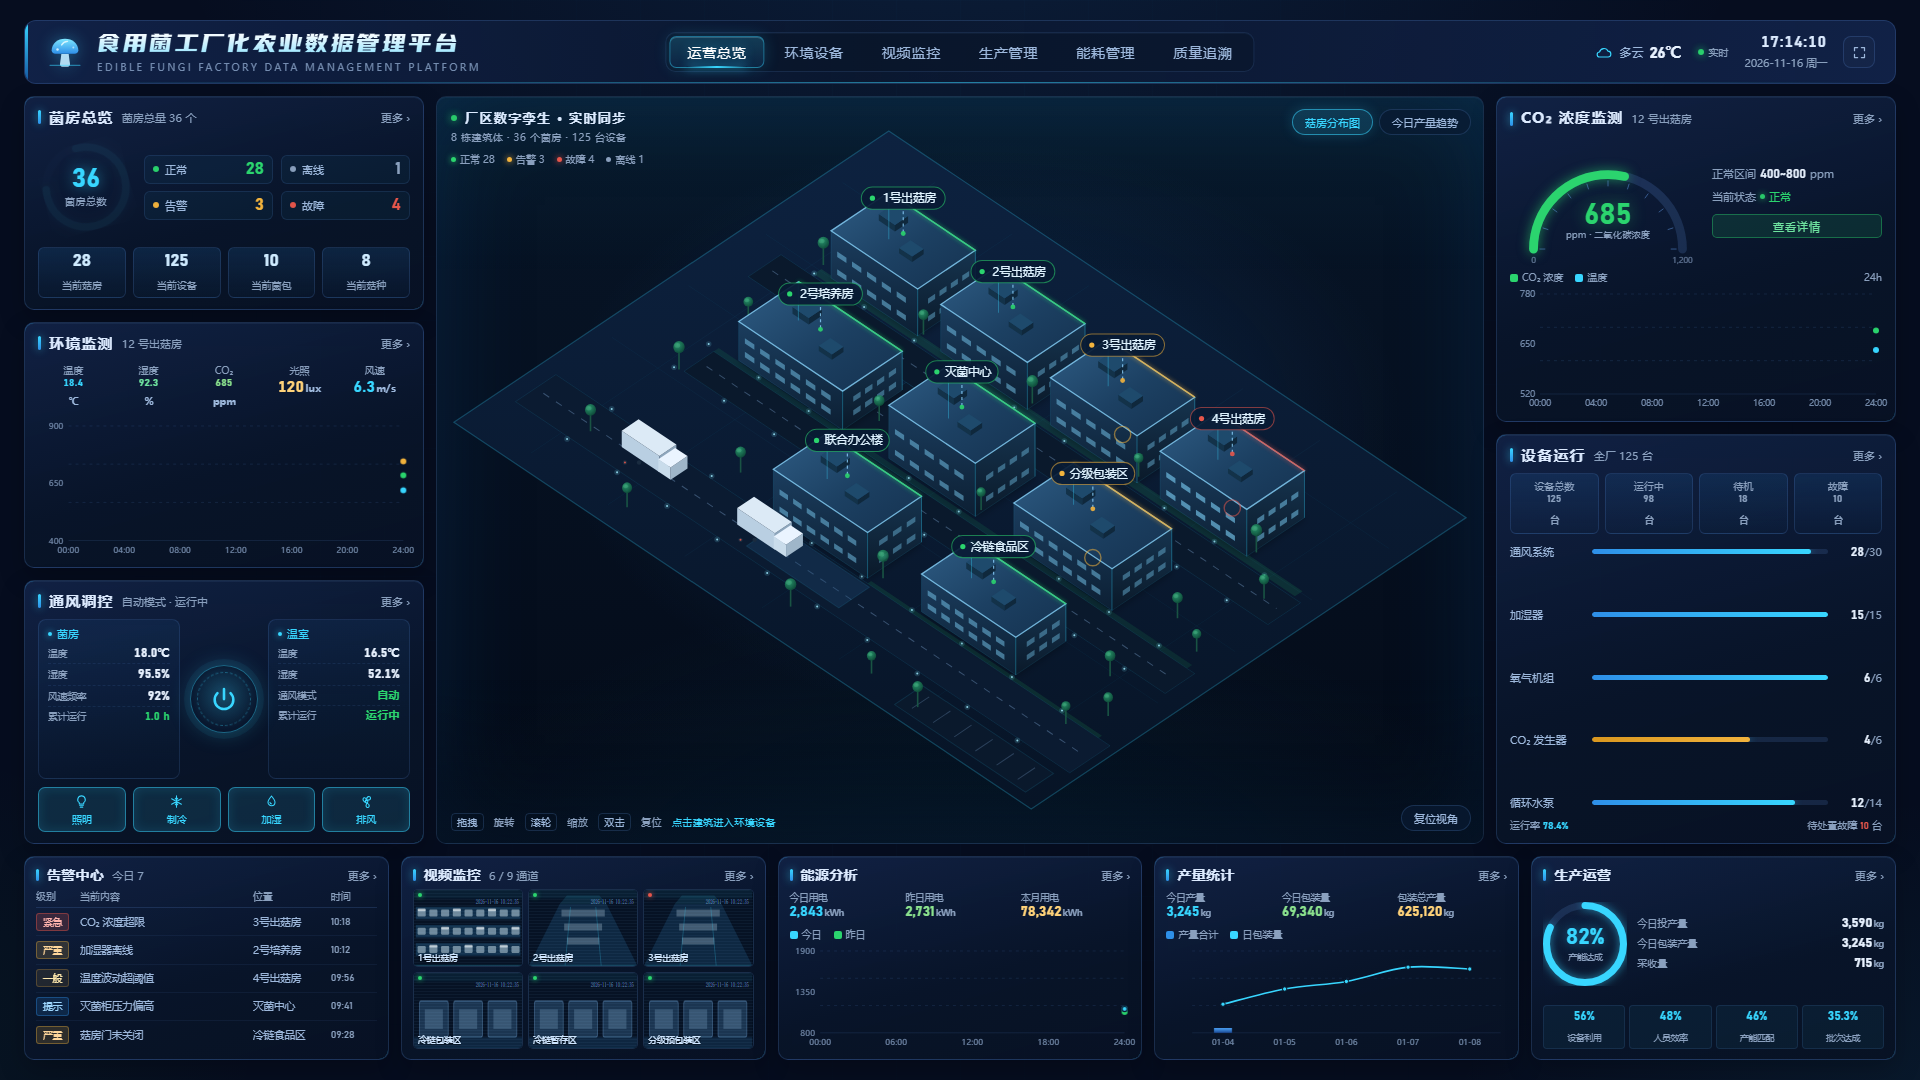 食用菌工厂化农业数据管理平台
EDIBLE FUNGI FACTORY DATA MANAGEMENT PLATFORM
运营总览 环境设备 视频监控 生产管理 能耗管理 质量追溯
多云 26℃ 实时
17:14:10
2026-11-16 周一
菌房总览 菌房总量 36 个 更多 ›
36
菌房总数
正常 28
离线 1
告警 3
故障 4
28 当前菇房
125 当前设备
10 当前菌包
8 当前菇种
环境监测 12 号出菇房 更多 ›
温度 湿度 CO₂ 光照 风速
18.4 92.3 685 120 lux 6.3 m/s
℃ % ppm
900
650
400
00:00 04:00 08:00 12:00 16:00 20:00 24:00
通风调控 自动模式 · 运行中 更多 ›
菌房
温度 18.0℃
湿度 95.5%
风速频率 92%
累计运行 1.0 h
温室
温度 16.5℃
湿度 52.1%
通风模式 自动
累计运行 运行中
照明 制冷 加湿 排风
厂区数字孪生 • 实时同步
8 栋建筑体 · 36 个菌房 · 125 台设备
正常 28 告警 3 故障 4 离线 1
菇房分布图 今日产量趋势
1号出菇房
2号出菇房
2号培养房
3号出菇房
灭菌中心
4号出菇房
联合办公楼
分级包装区
冷链食品区
拖拽 旋转 滚轮 缩放 双击 复位 点击建筑进入环境设备
复位视角
CO₂ 浓度监测 12 号出菇房 更多 ›
685
ppm · 二氧化碳浓度
0 1,200
正常区间 400~800 ppm
当前状态 正常
查看详情
CO₂ 浓度 温度 24h
780
650
520
00:00 04:00 08:00 12:00 16:00 20:00 24:00
设备运行 全厂 125 台 更多 ›
设备总数 运行中 待机 故障
125 98 18 10
台 台 台 台
通风系统 28/30
加湿器 15/15
氧气机组 6/6
CO₂ 发生器 4/6
循环水泵 12/14
运行率 78.4% 待处置故障 10 台
告警中心 今日 7 更多 ›
级别 当前内容 位置 时间
紧急 CO₂ 浓度超限 3号出菇房 10:18
严重 加湿器离线 2号培养房 10:12
一般 温度波动超阈值 4号出菇房 09:56
提示 灭菌柜压力偏高 灭菌中心 09:41
严重 菇房门未关闭 冷链食品区 09:28
视频监控 6 / 9 通道 更多 ›
1号出菇房 2号出菇房 3号出菇房
冷链包装区 冷链暂存区 分级预包装区
能源分析 更多 ›
今日用电 昨日用电 本月用电
2,843 kWh 2,731 kWh 78,342 kWh
今日 昨日
1900
1350
800
00:00 06:00 12:00 18:00 24:00
产量统计 更多 ›
今日产量 今日包装量 包装总产量
3,245 kg 69,340 kg 625,120 kg
产量合计 日包装量
01-04 01-05 01-06 01-07 01-08
生产运营 更多 ›
82%
产能达成
今日投产量 3,590 kg
今日包装产量 3,245 kg
采收量 715 kg
56% 48% 46% 35.3%
设备利用 人员效率 产能匹配 批次达成